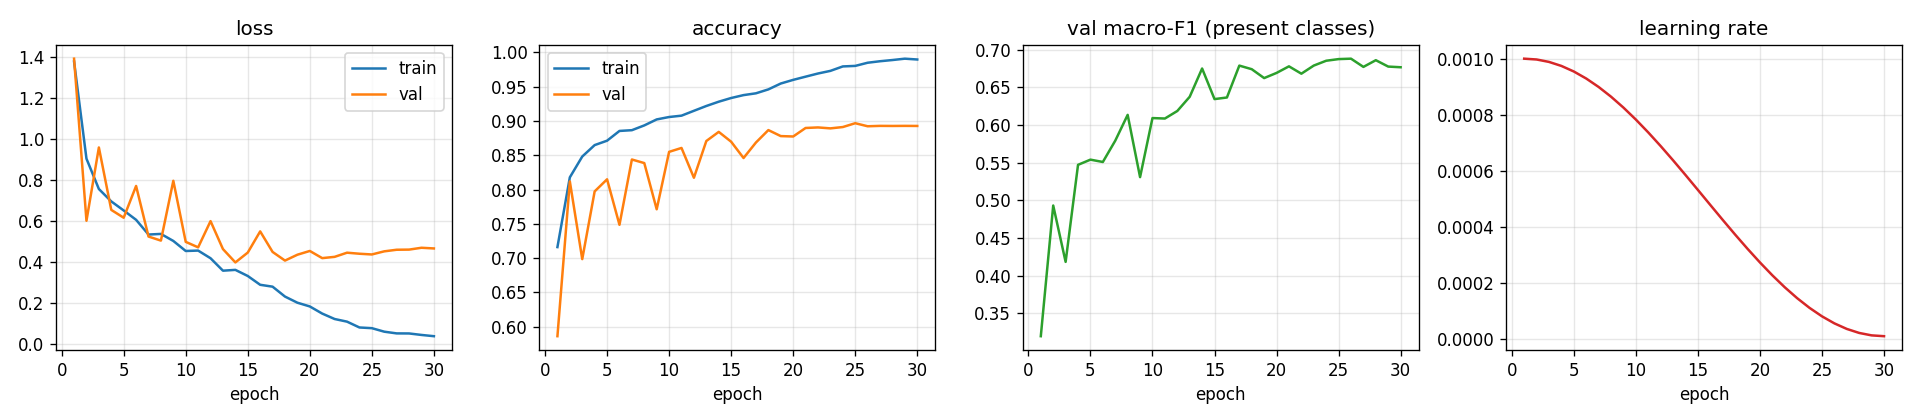 loss
1.4
1.2
1.0
0.8
0.6
0.4
0.2
0.0
train
val
0 5 10 15 20 25 30
epoch
accuracy
1.00
0.95
0.90
0.85
0.80
0.75
0.70
0.65
0.60
train
val
0 5 10 15 20 25 30
epoch
val macro-F1 (present classes)
0.70
0.65
0.60
0.55
0.50
0.45
0.40
0.35
0 5 10 15 20 25 30
epoch
learning rate
0.0010
0.0008
0.0006
0.0004
0.0002
0.0000
0 5 10 15 20 25 30
epoch